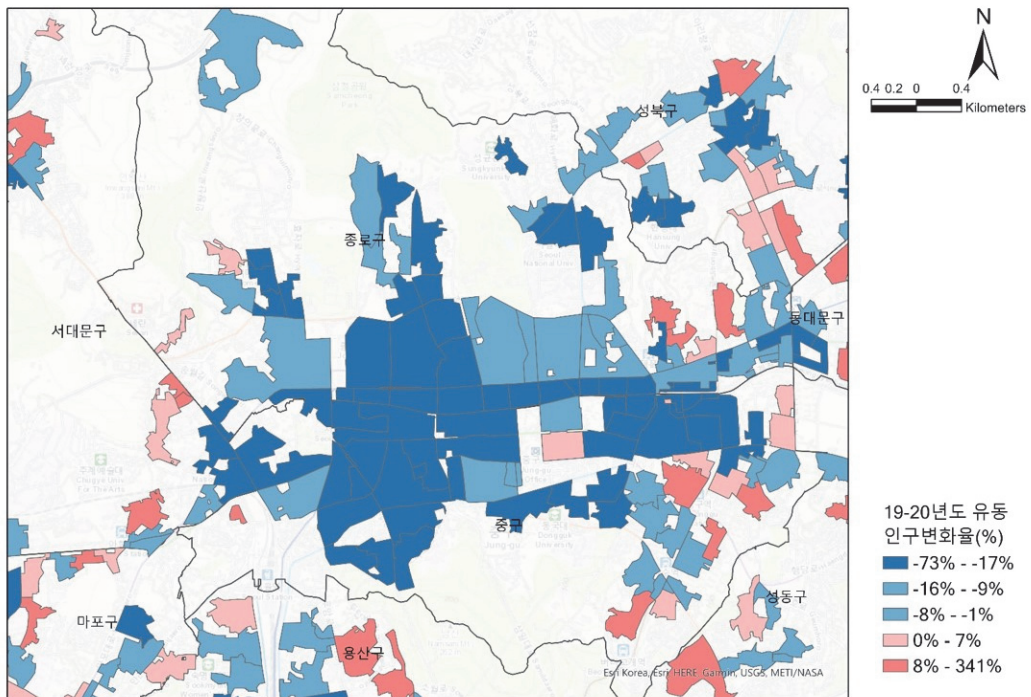 N
0.4 0.2 0 0.4
Kilometers
성북구
종로구
서대문구
동대문구
중구
성동구
마포구
용산구
Esri Korea, Esri, HERE, Garmin, USGS, METI/NASA
19-20년도 유동
인구변화율(%)
-73% - -17%
-16% - -9%
-8% - -1%
0% - 7%
8% - 341%